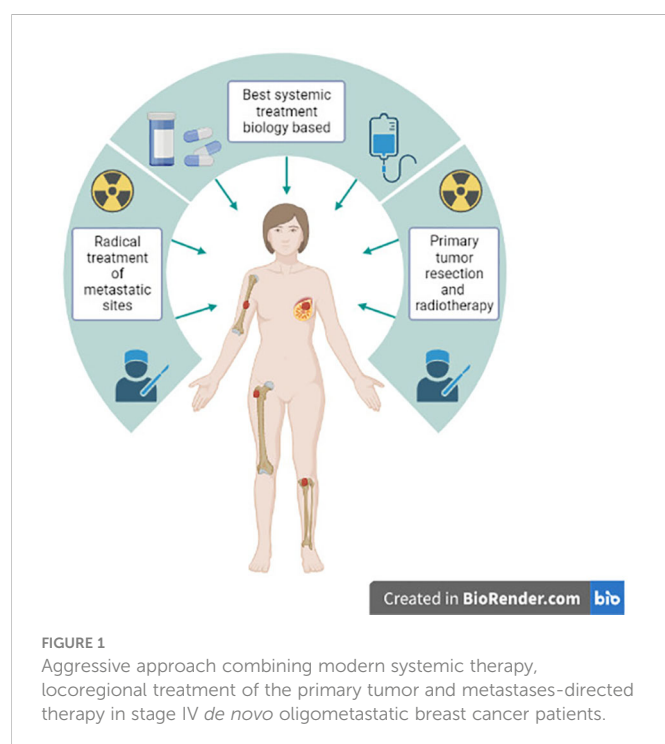 Best systemic
treatment
biology based
Radical
treatment
of
metastatic
sites
Primary
tumor
resection
and
radiotherapy
Created in BioRender.com bio
FIGURE 1
Aggressive approach combining modern systemic therapy,
locoregional treatment of the primary tumor and metastases-directed
therapy in stage IV de novo oligometastatic breast cancer patients.